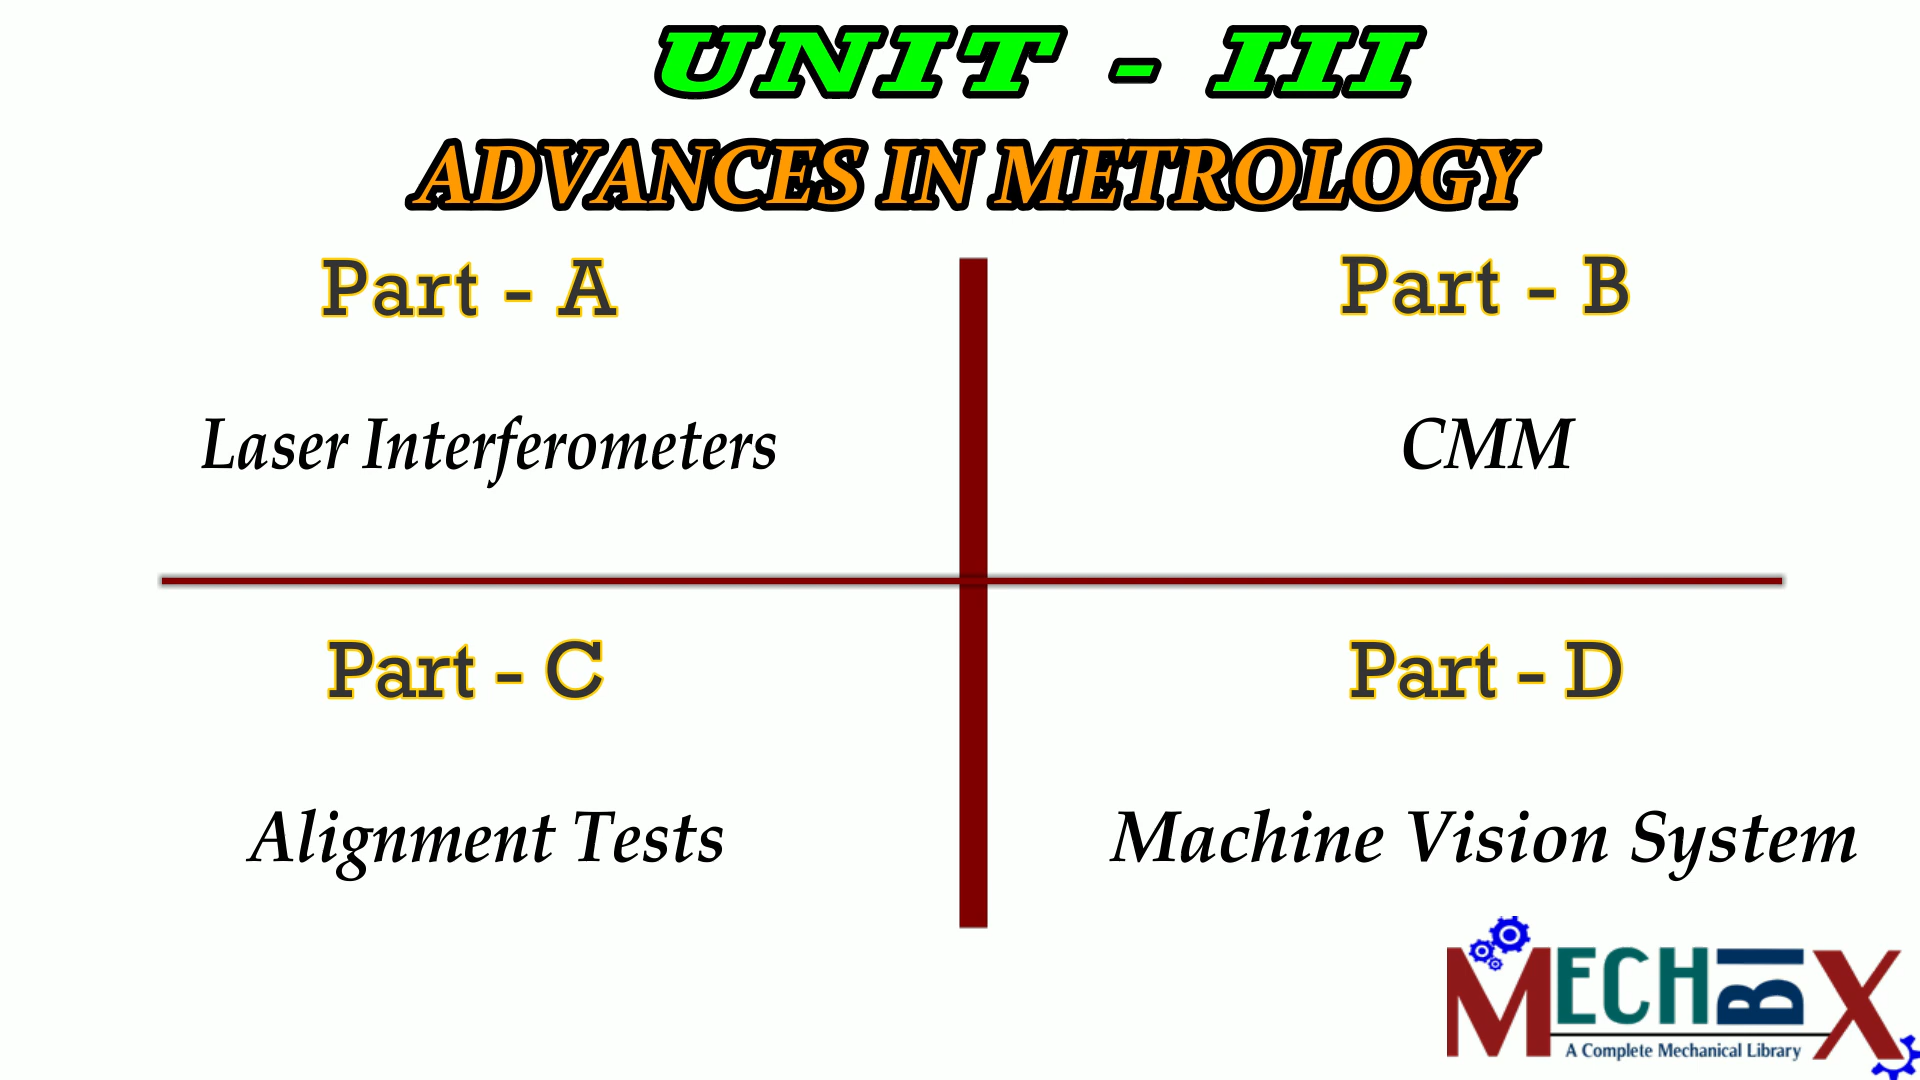 UNIT - III
ADVANCES IN METROLOGY
Part - A
Laser Interferometers
Part - B
CMM
Part - C
Alignment Tests
Part - D
Machine Vision System
MECHBIX
A Complete Mechanical Library